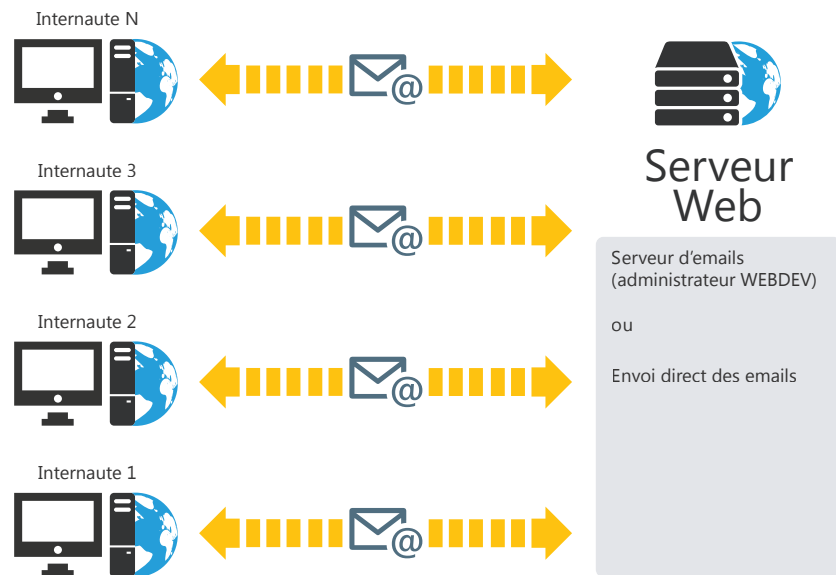 Internaute N
@
Serveur
Web
Internaute 3
@
Serveur d'emails
(administrateur WEBDEV)
ou
Internaute 2
@
Envoi direct des emails
Internaute 1
@